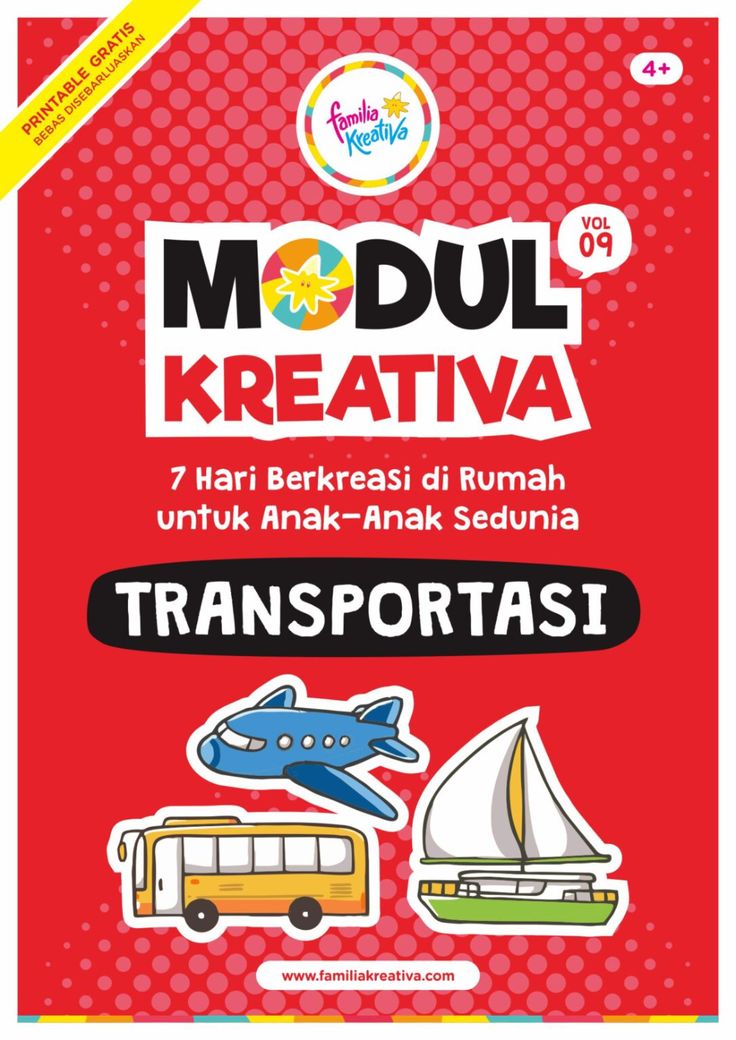 PRINTABLE GRATIS
BEBAS DISEBARLUASKAN
4+
familia
Kreativa
VOL
09
MODUL
KREATIVA
7 Hari Berkreasi di Rumah
untuk Anak-Anak Sedunia
TRANSPORTASI
www.familiakreativa.com